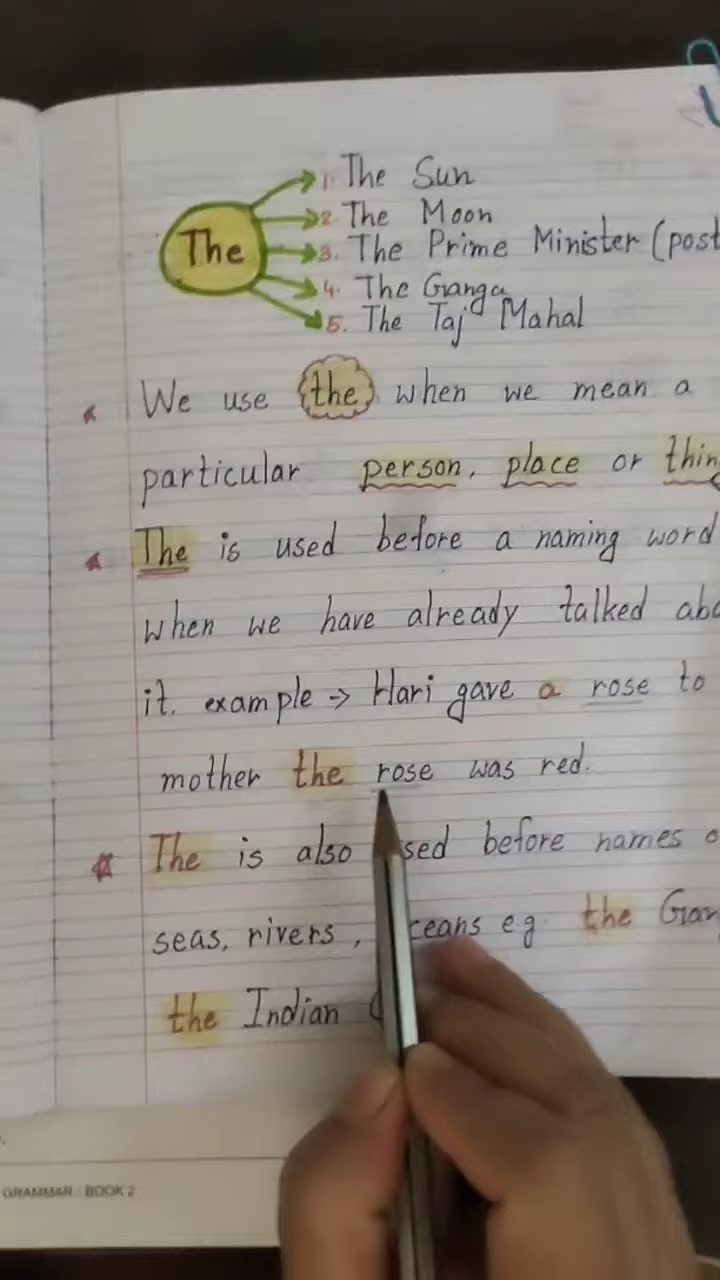 The
1. The Sun
2. The Moon
3. The Prime Minister (post
4. The Ganga
5. The Taj Mahal
We use the when we mean a
particular person, place or thin
The is used before a naming word
when we have already talked abo
it. example → Hari gave a rose to
mother the rose was red.
The is also sed before names o
seas, rivers, ceans eg. the Gan
the Indian
GRAMMAR - BOOK 2